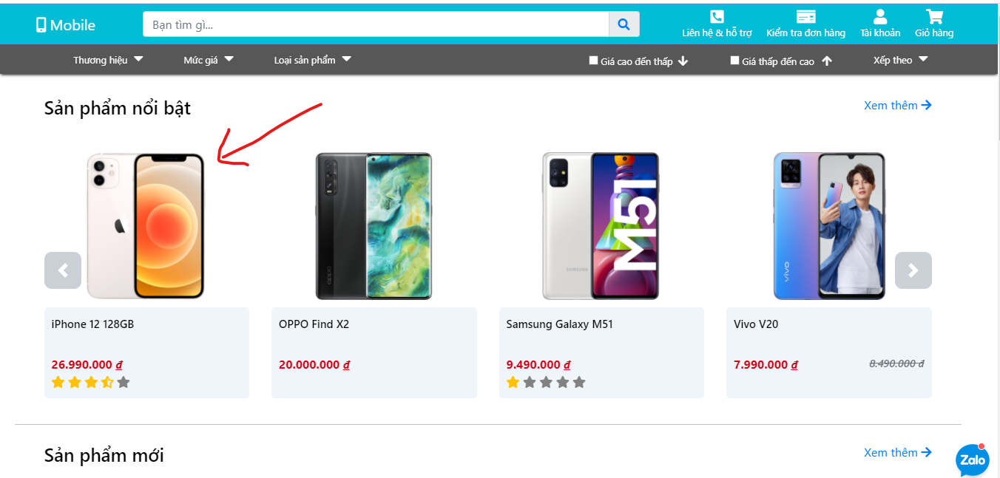 Mobile
Bạn tìm gì...
Liên hệ & hỗ trợ
Kiểm tra đơn hàng
Tài khoản
Giỏ hàng
Thương hiệu
Mức giá
Loại sản phẩm
Giá cao đến thấp
Giá thấp đến cao
Xếp theo
Sản phẩm nổi bật
Xem thêm
oppo
SAMSUNG
M51
vivo
iPhone 12 128GB
26.990.000 đ
OPPO Find X2
20.000.000 đ
Samsung Galaxy M51
9.490.000 đ
Vivo V20
7.990.000 đ
8.490.000 đ
Sản phẩm mới
Xem thêm
Zalo